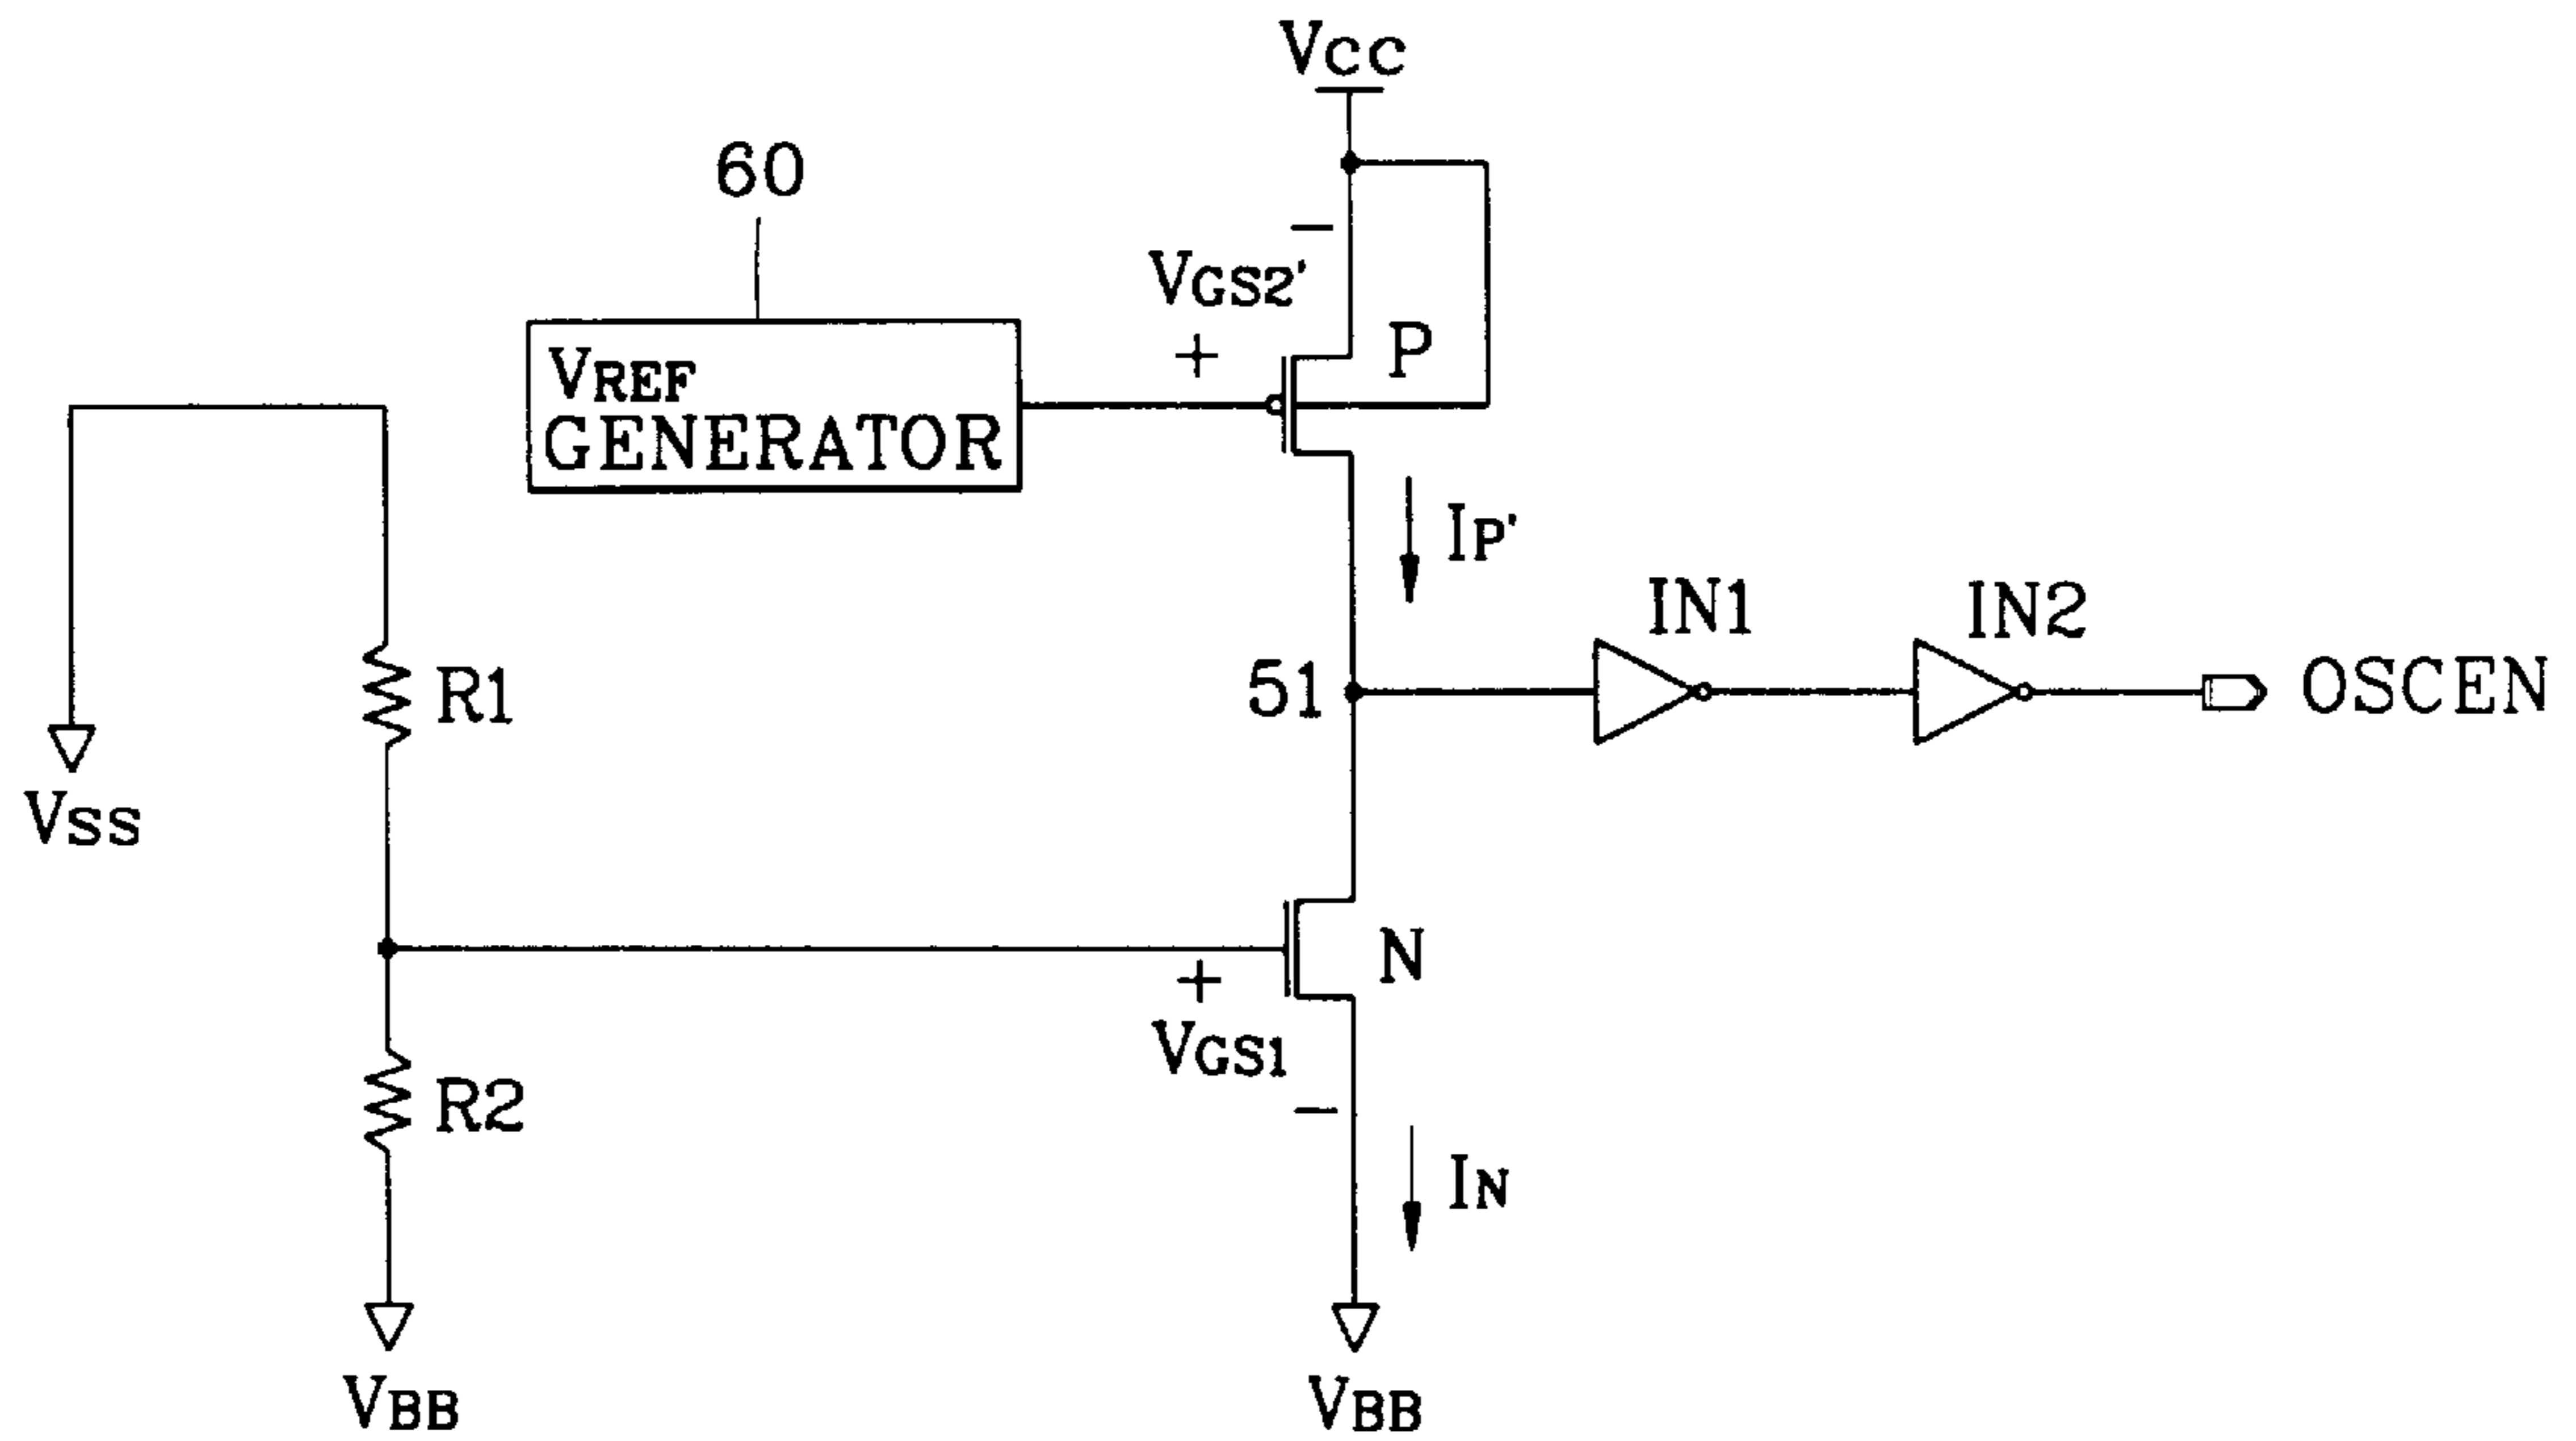 VCC
60
VGS2'
-
+
P
VREF
GENERATOR
IP'
IN1
IN2
R1
51
OSCEN
VSS
N
+
VGS1
-
R2
IN
VBB
VBB